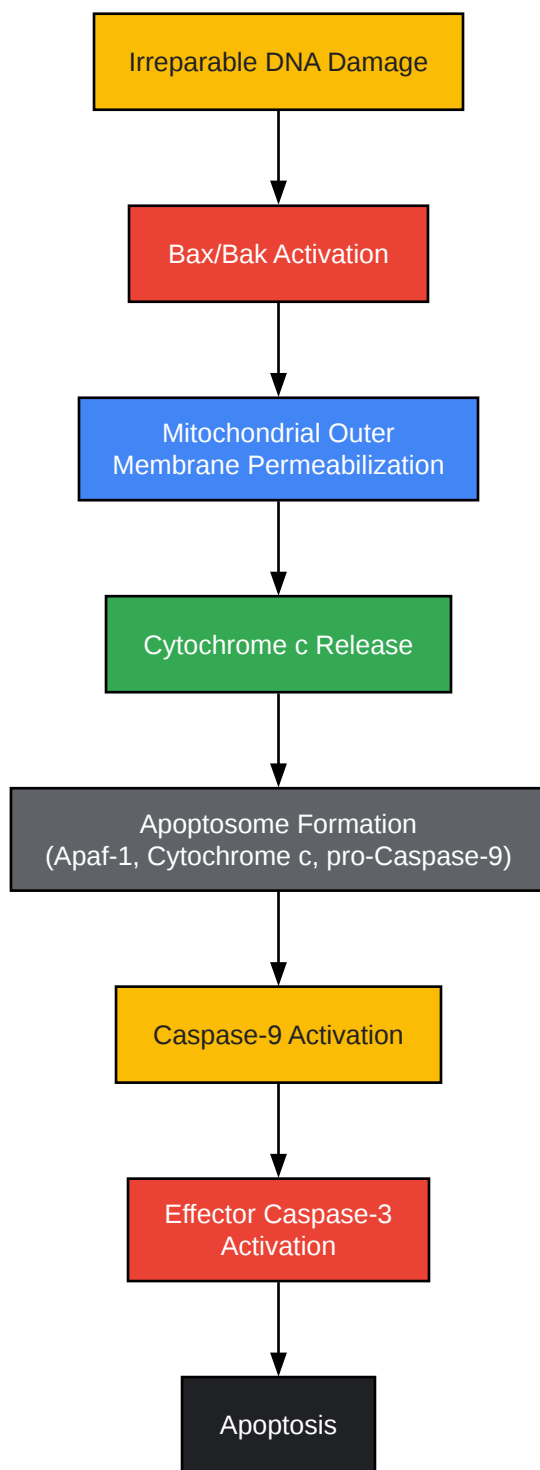 Irreparable DNA Damage
Bax/Bak Activation
Mitochondrial Outer
Membrane Permeabilization
Cytochrome c Release
Apoptosome Formation
(Apaf-1, Cytochrome c, pro-Caspase-9)
Caspase-9 Activation
Effector Caspase-3
Activation
Apoptosis